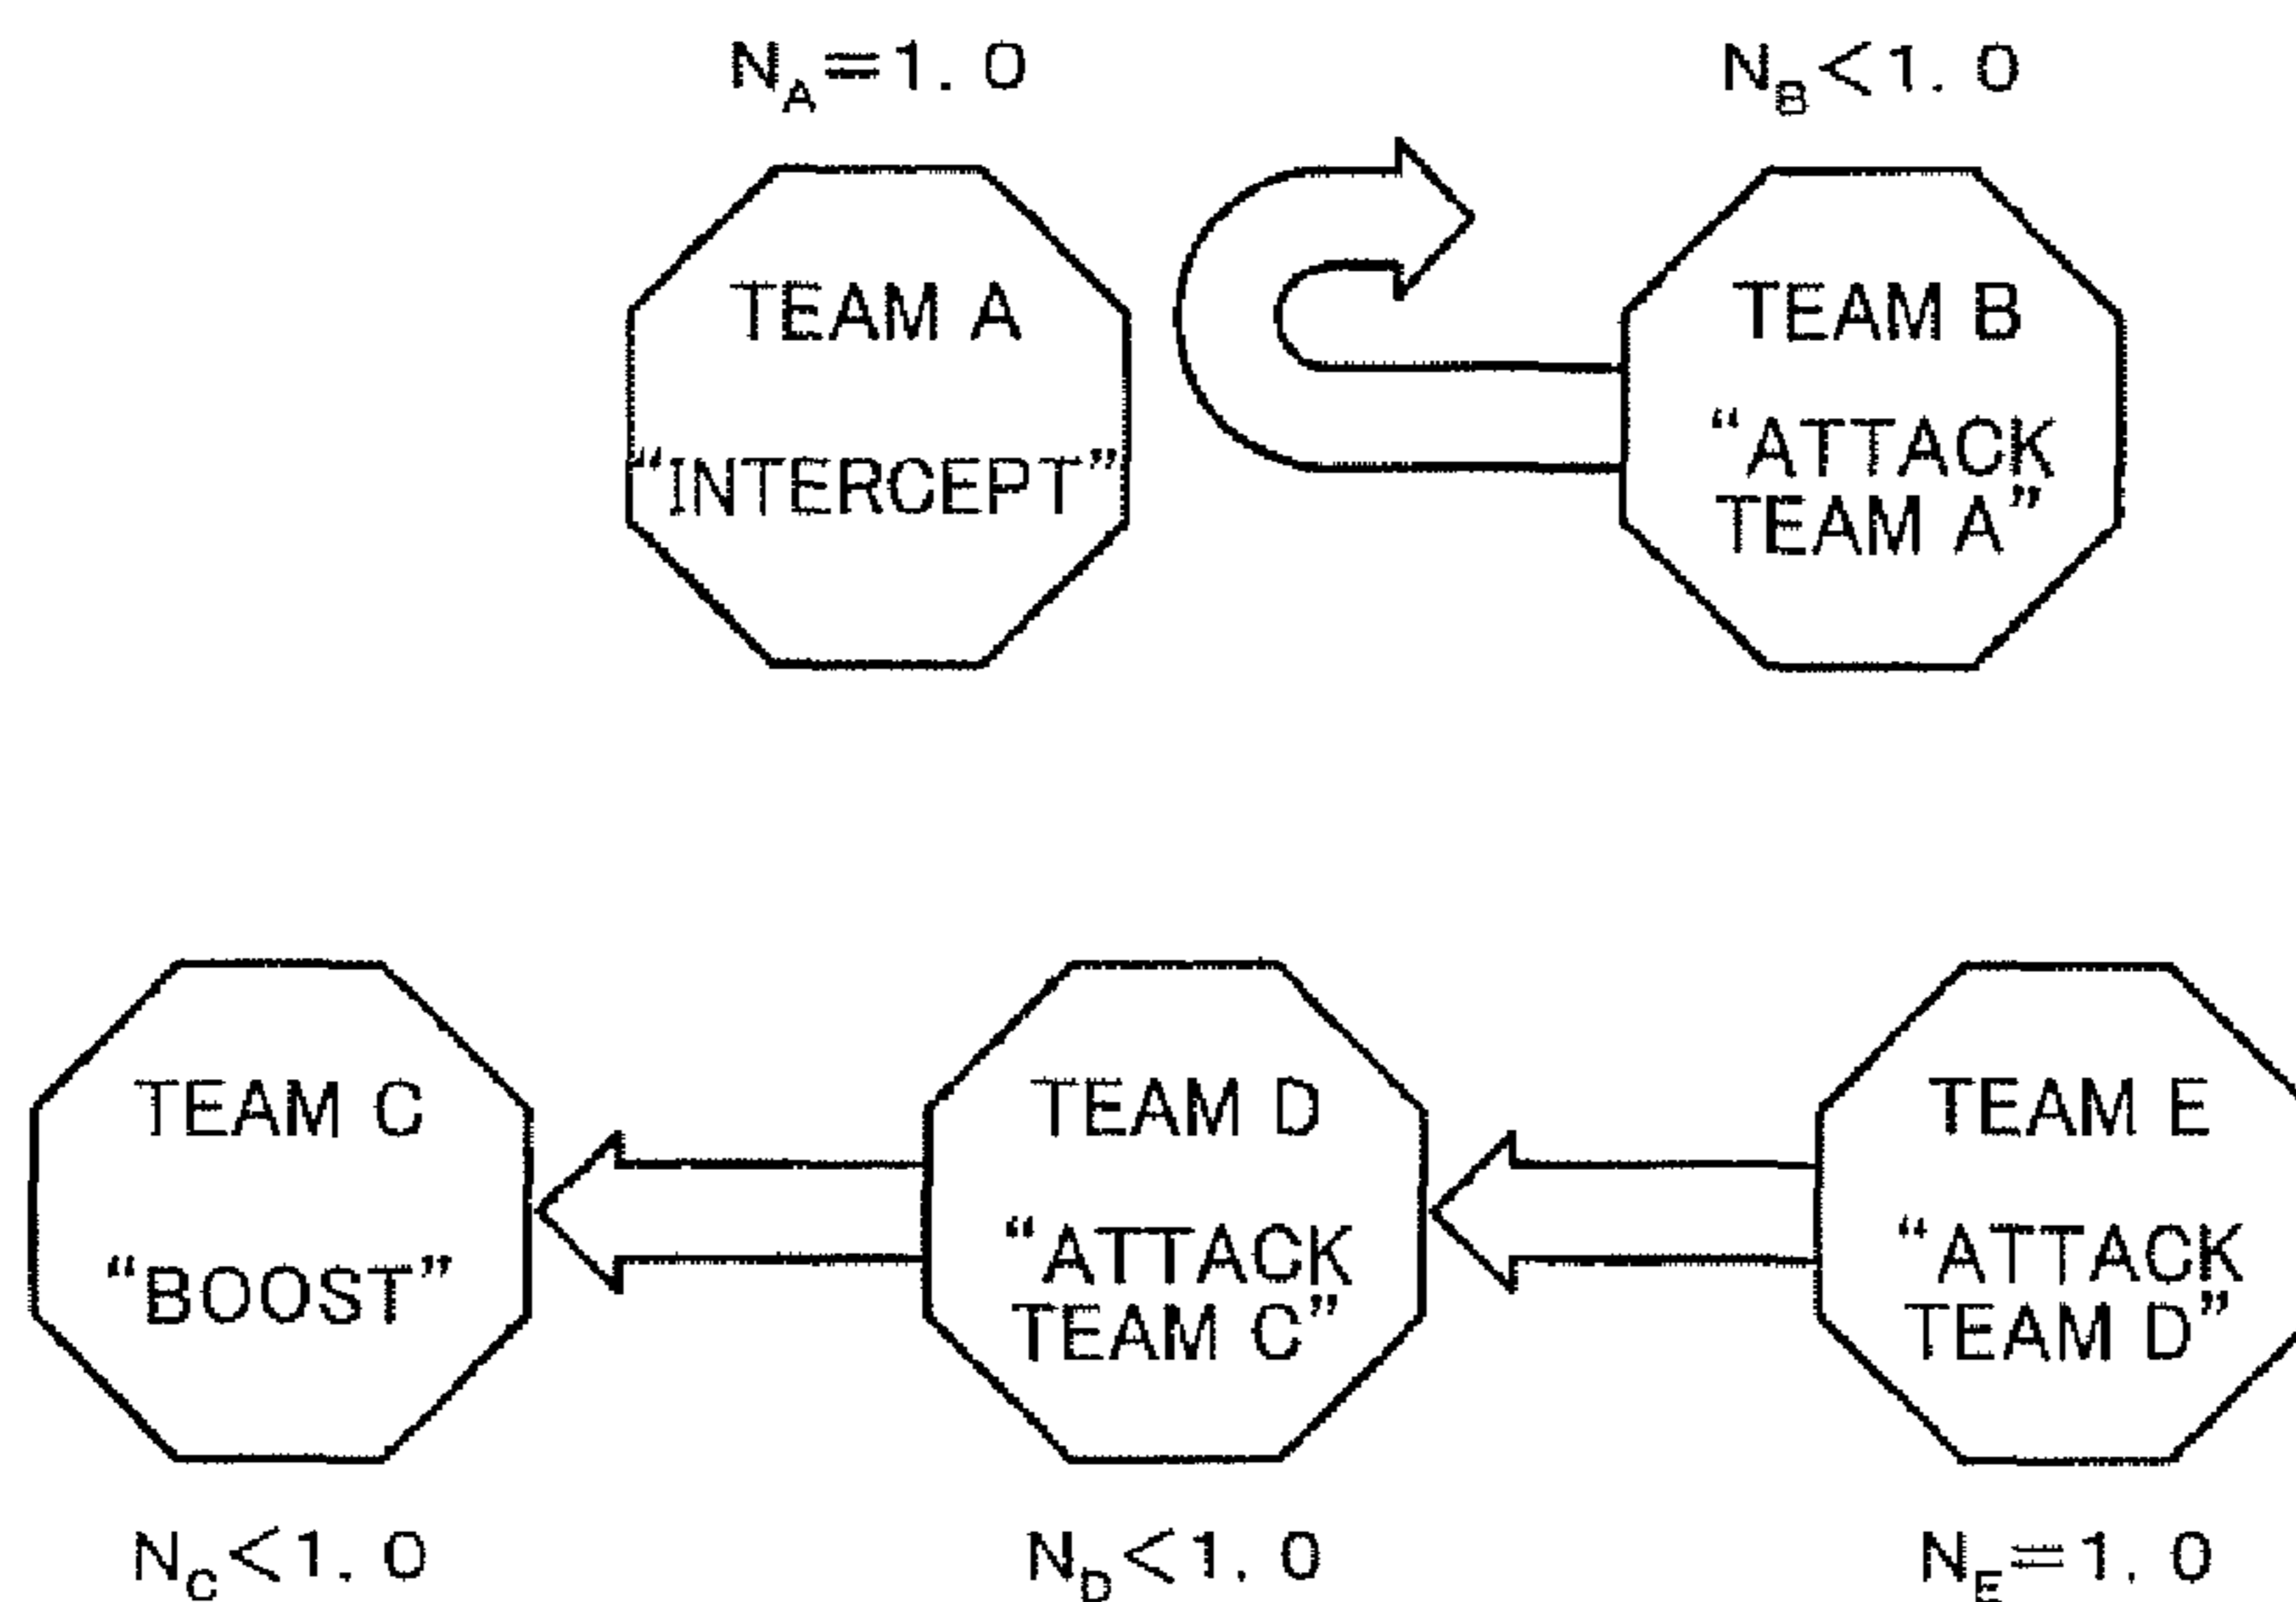 N_A=1.0
N_B<1.0
TEAM A
"INTERCEPT"
TEAM B
“ATTACK
TEAM A”
TEAM C
“BOOST”
TEAM D
“ATTACK
TEAM C”
TEAM E
“ATTACK
TEAM D”
N_C<1.0
N_D<1.0
N_E=1.0